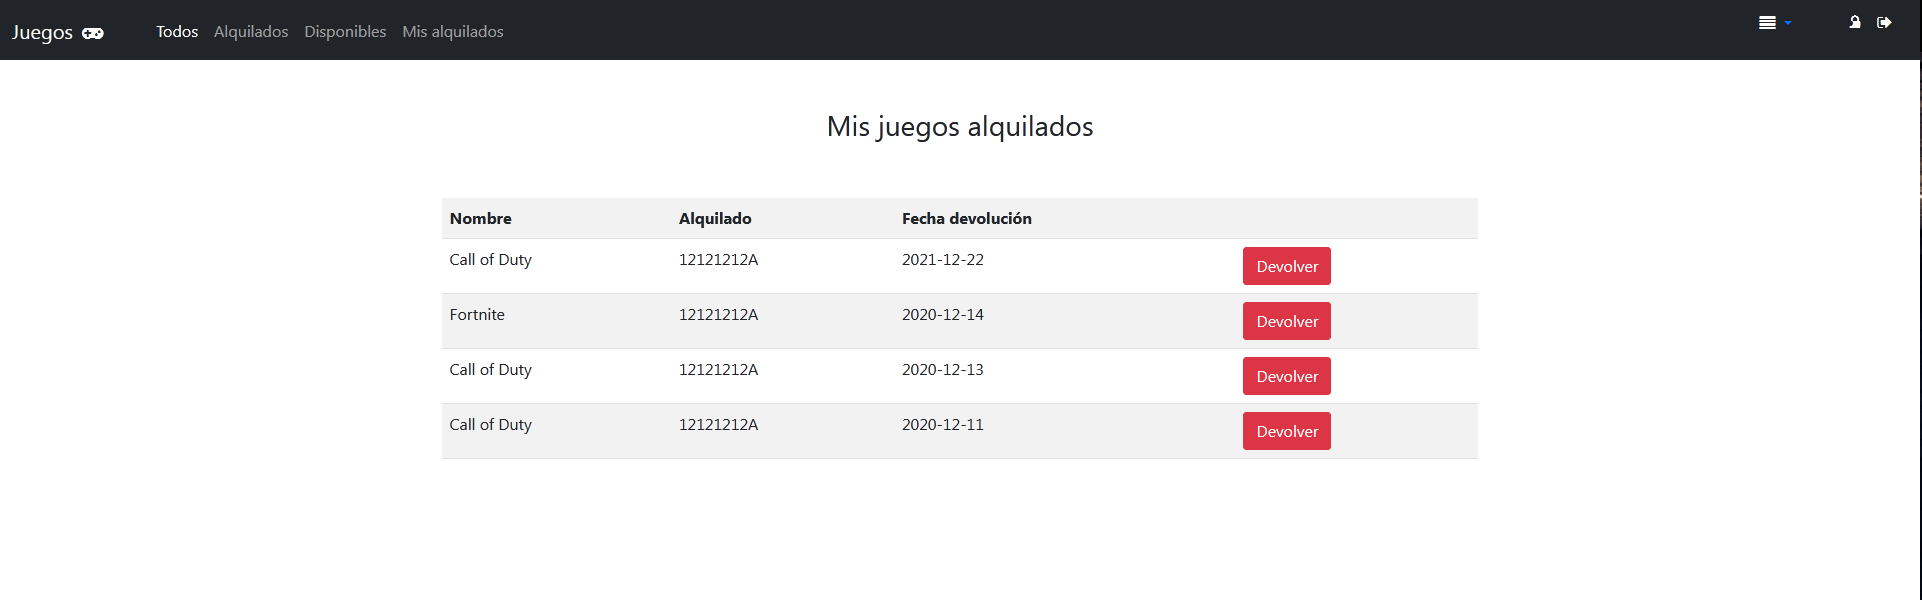 Juegos Todos Alquilados Disponibles Mis alquilados
Mis juegos alquilados
Nombre Alquilado Fecha devolución
Call of Duty 12121212A 2021-12-22 Devolver
Fortnite 12121212A 2020-12-14 Devolver
Call of Duty 12121212A 2020-12-13 Devolver
Call of Duty 12121212A 2020-12-11 Devolver